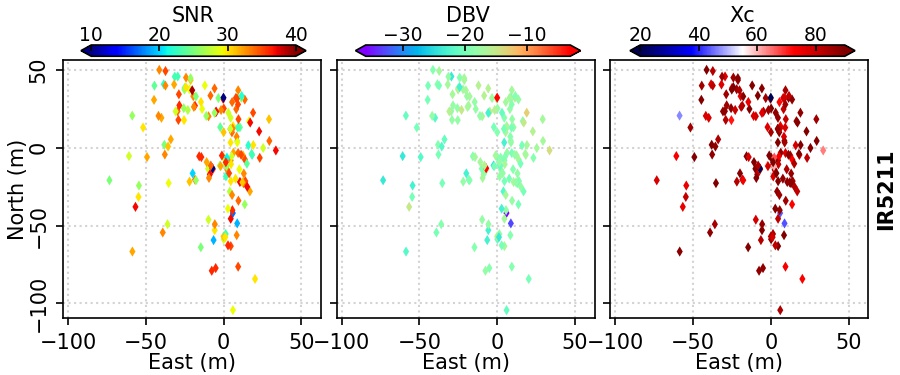 SNR DBV Xc
10 20 30 40 −30 −20 −10 20 40 60 80
50
0
−50
−100
North (m)
−100 −50 0 50 −100 −50 0 50 −100 −50 0 50
East (m) East (m) East (m)
IR5211